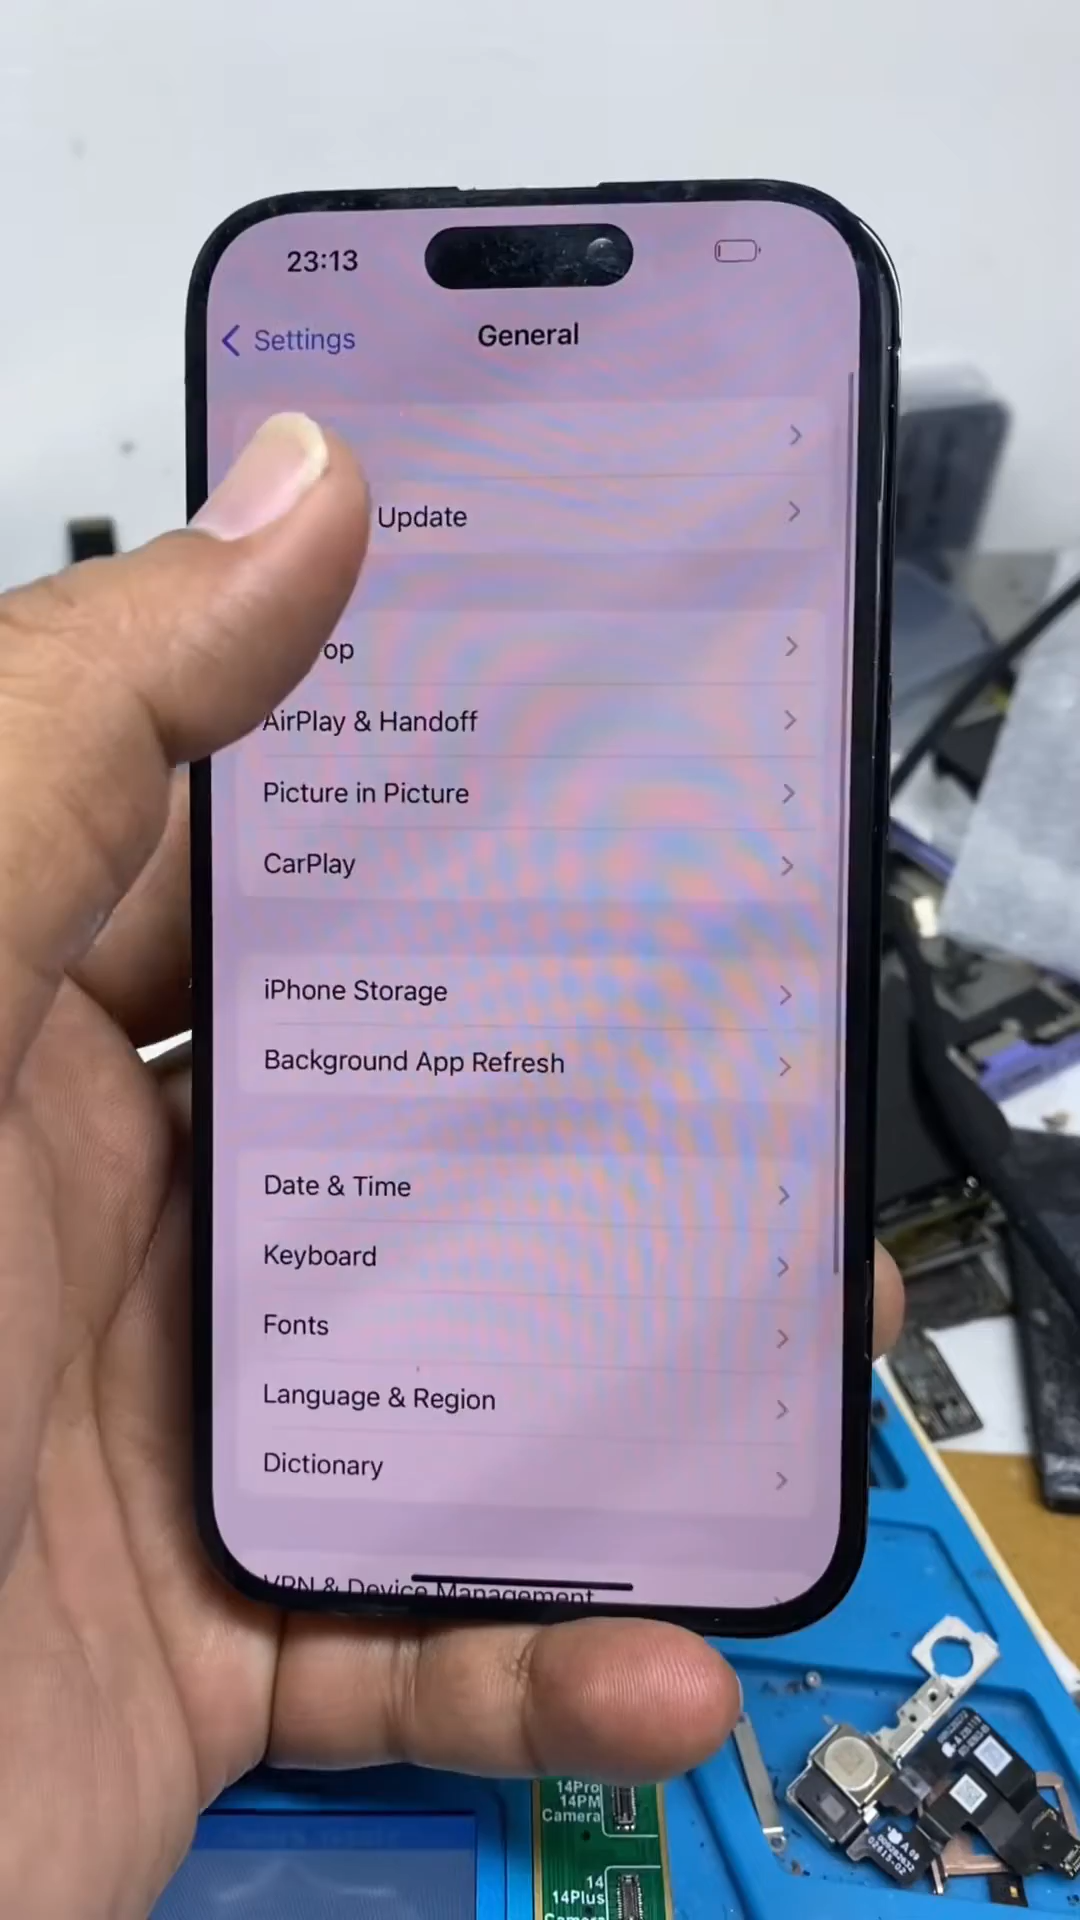 23:13
Settings
General
Update
op
AirPlay & Handoff
Picture in Picture
CarPlay
iPhone Storage
Background App Refresh
Date & Time
Keyboard
Fonts
Language & Region
Dictionary
VPN & Device Management
14Pro
14PM
Camera
14
14Plus
Camera